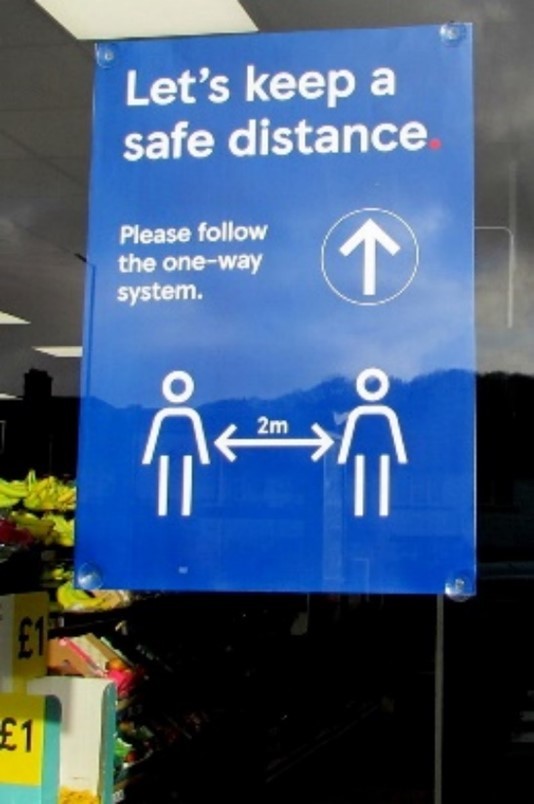 Let's keep a
safe distance.
Please follow
the one-way
system.
2m
£1
£1